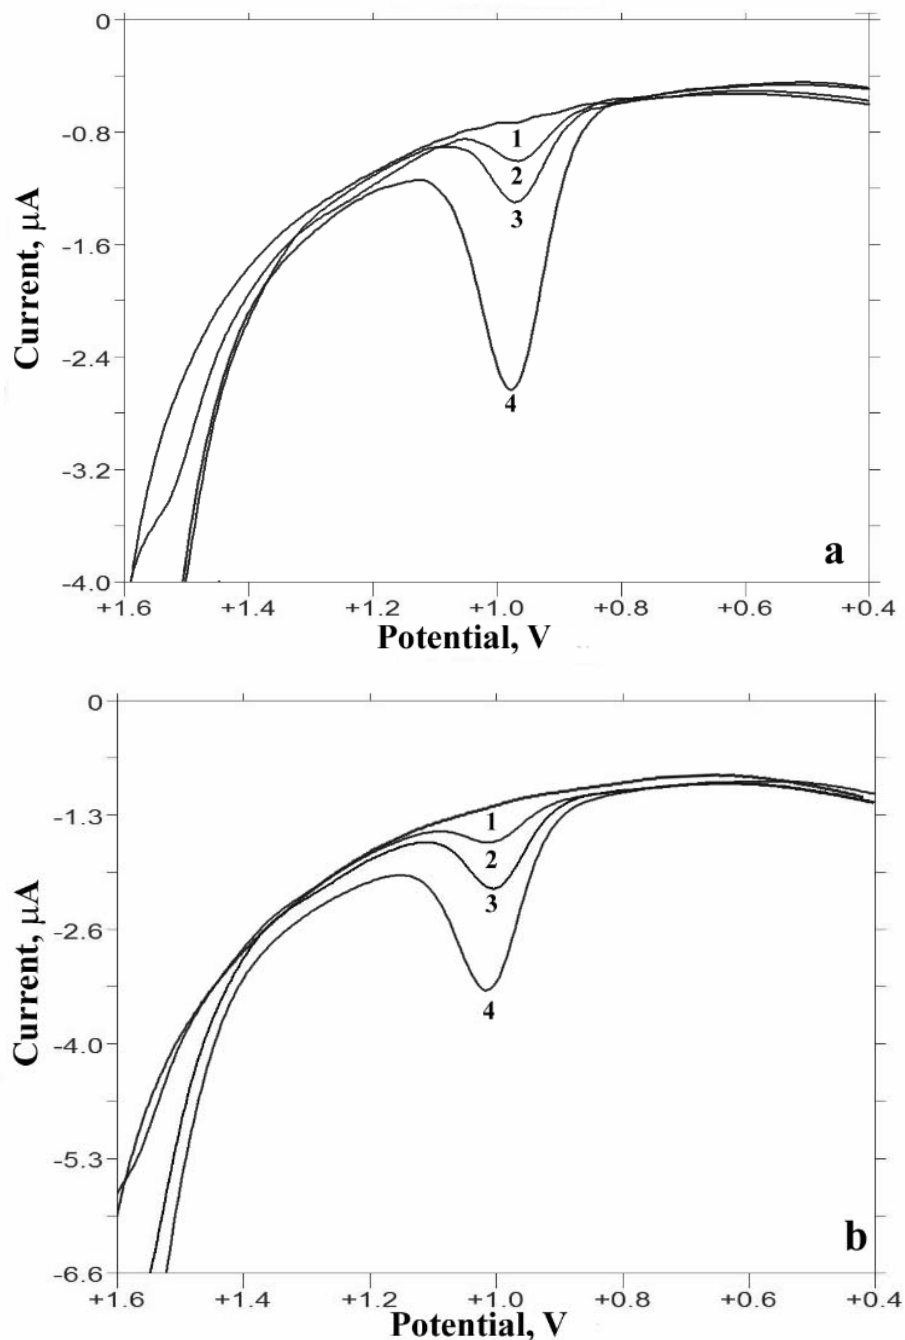 0
-0.8
-1.6
-2.4
-3.2
-4.0
Current, µA
1
2
3
4
a
+1.6 +1.4 +1.2 +1.0 +0.8 +0.6 +0.4
Potential, V
0
-1.3
-2.6
-4.0
-5.3
-6.6
Current, µA
1
2
3
4
b
+1.6 +1.4 +1.2 +1.0 +0.8 +0.6 +0.4
Potential, V